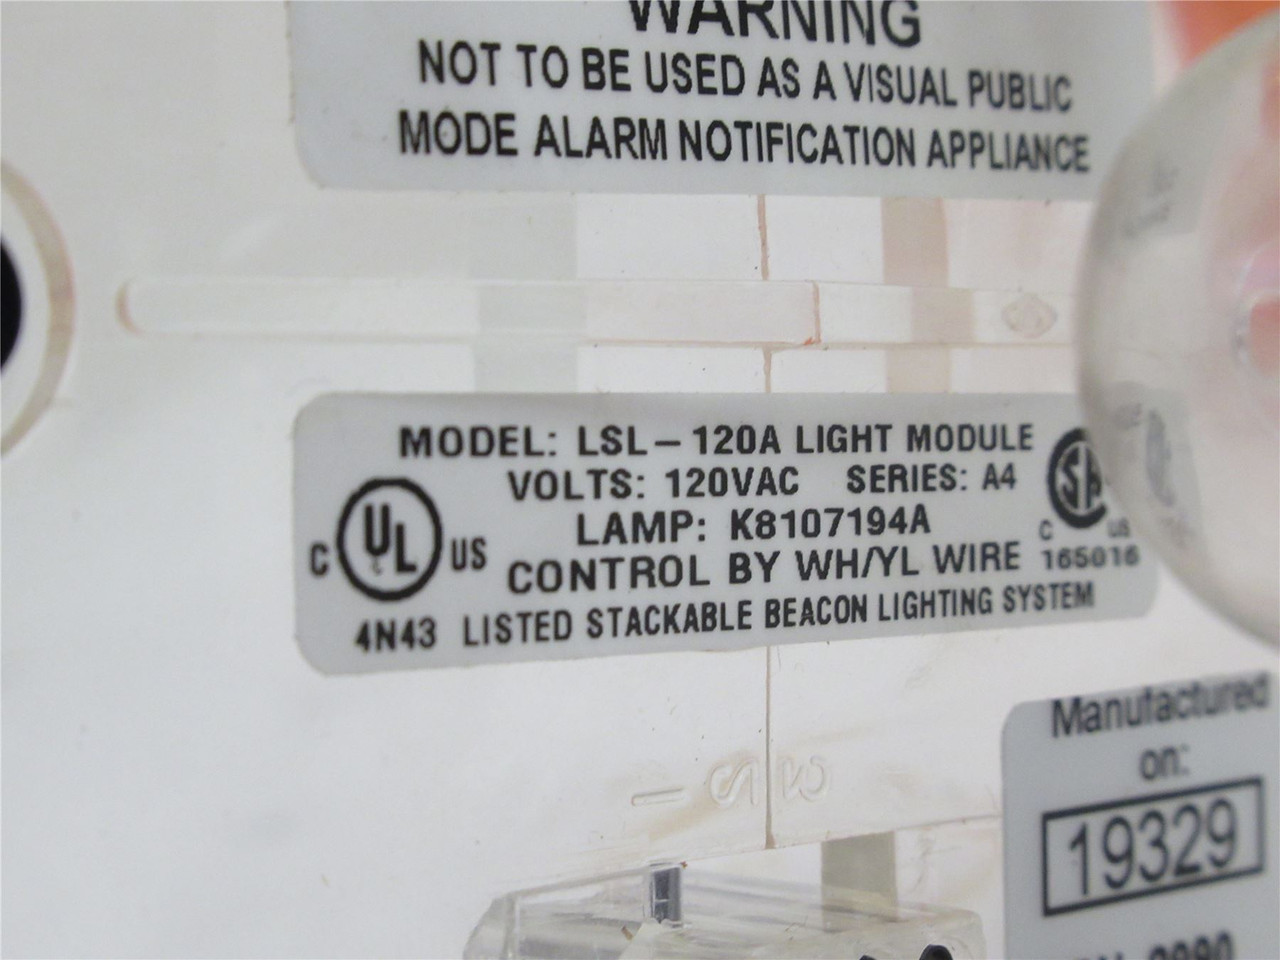 WARNING
NOT TO BE USED AS A VISUAL PUBLIC
MODE ALARM NOTIFICATION APPLIANCE
MODEL: LSL-120A LIGHT MODULE
VOLTS: 120VAC SERIES: A4
LAMP: K8107194A
CONTROL BY WH/YL WIRE
4N43 LISTED STACKABLE BEACON LIGHTING SYSTEM
C UL US
SA
C US
165016
Manufactured
on:
19329